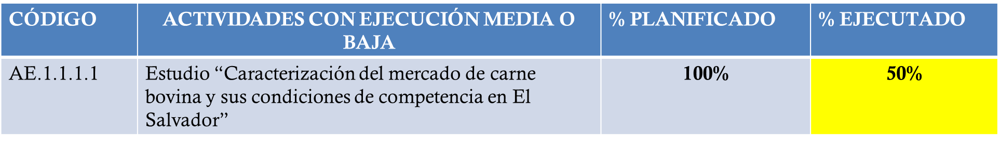 CÓDIGO
ACTIVIDADES CON EJECUCIÓN MEDIA O
BAJA
% PLANIFICADO
% EJECUTADO
AE.1.1.1.1
Estudio “Caracterización del mercado de carne
bovina y sus condiciones de competencia en El
Salvador”
100%
50%